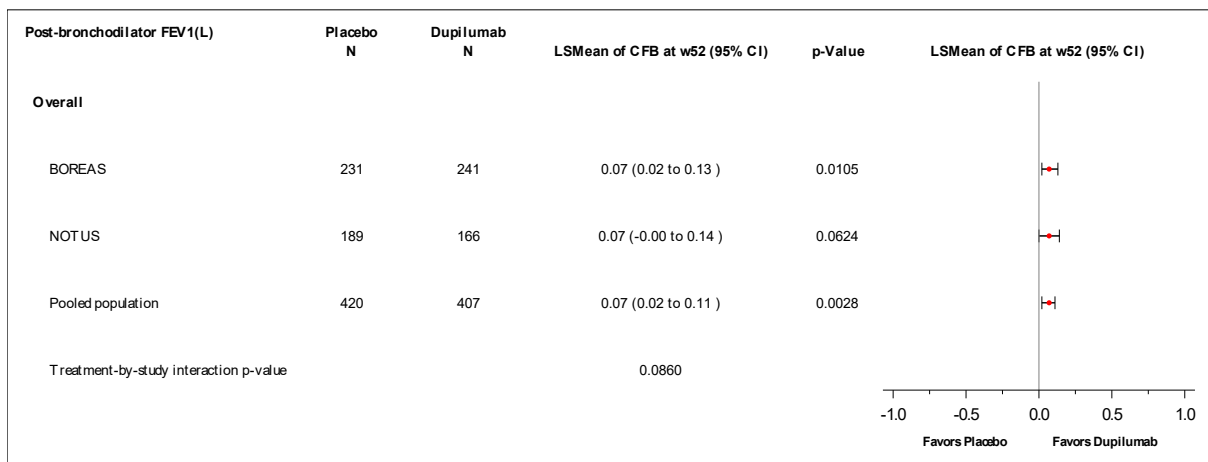 Post-bronchodilator FEV1(L) Placebo Dupilumab
N N LSMean of CFB at w52 (95% CI) p-Value LSMean of CFB at w52 (95% CI)
Overall
BOREAS 231 241 0.07 (0.02 to 0.13 ) 0.0105
NOTUS 189 166 0.07 (-0.00 to 0.14 ) 0.0624
Pooled population 420 407 0.07 (0.02 to 0.11 ) 0.0028
Treatment-by-study interaction p-value 0.0860
-1.0 -0.5 0.0 0.5 1.0
Favors Placebo Favors Dupilumab